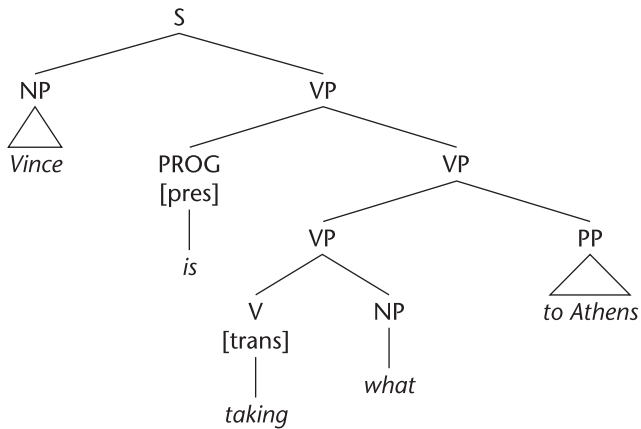 S
NP VP
Vince PROG VP
[pres]
is VP PP
V NP to Athens
[trans]
what
taking